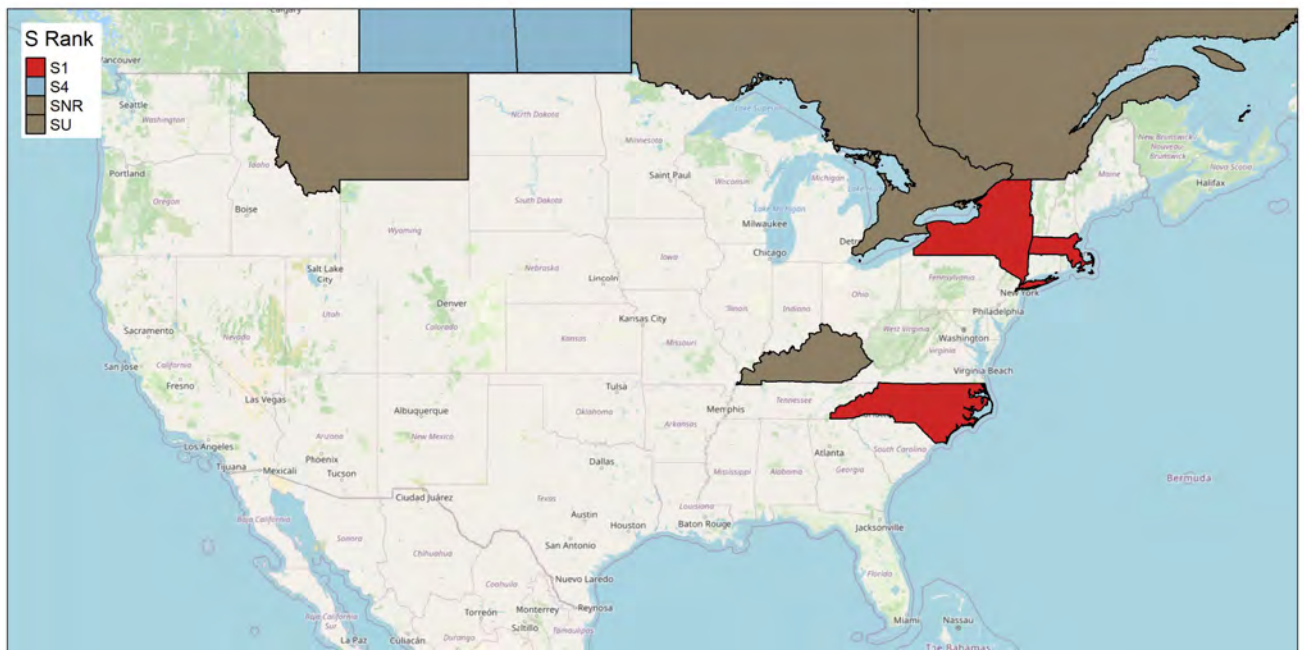 Calgary
S Rank
S1
S4
SNR
SU
Vancouver
Seattle
Washington
Portland
Oregon
Idaho
Boise
Wyoming
North Dakota
South Dakota
Minnesota
Saint Paul
Wisconsin
Lake Superior
Michigan
Lake Michigan
Milwaukee
Chicago
New Brunswick
Nouveau
Brunswick
Nova Scotia
Maine
Halifax
Salt Lake
City
Utah
Denver
Colorado
Nebraska
Lincoln
Iowa
Illinois
Indiana
Ohio
Pennsylvania
New York
Philadelphia
West Virginia
Washington
Virginia
Virginia Beach
Sacramento
Nevada
California
San Jose
Fresno
Las Vegas
Kansas City
Kansas
Missouri
Tulsa
Oklahoma
Arkansas
Memphis
Tennessee
Albuquerque
New Mexico
Arizona
Phoenix
Tucson
Los Angeles
Tijuana
Mexicali
Dallas
Texas
Ciudad Juárez
Mississippi
Alabama
Atlanta
Georgia
South Carolina
Bermuda
Louisiana
Baton Rouge
Austin
Houston
San Antonio
Jacksonville
Florida
Baja California
Sonora
Chihuahua
Coahuila
Nuevo Laredo
Reynosa
Monterrey
Torreón
Saltillo
Tamaulipas
Durango
Baja California
Sur
La Paz
Culiacán
Miami
Nassau
The Bahamas